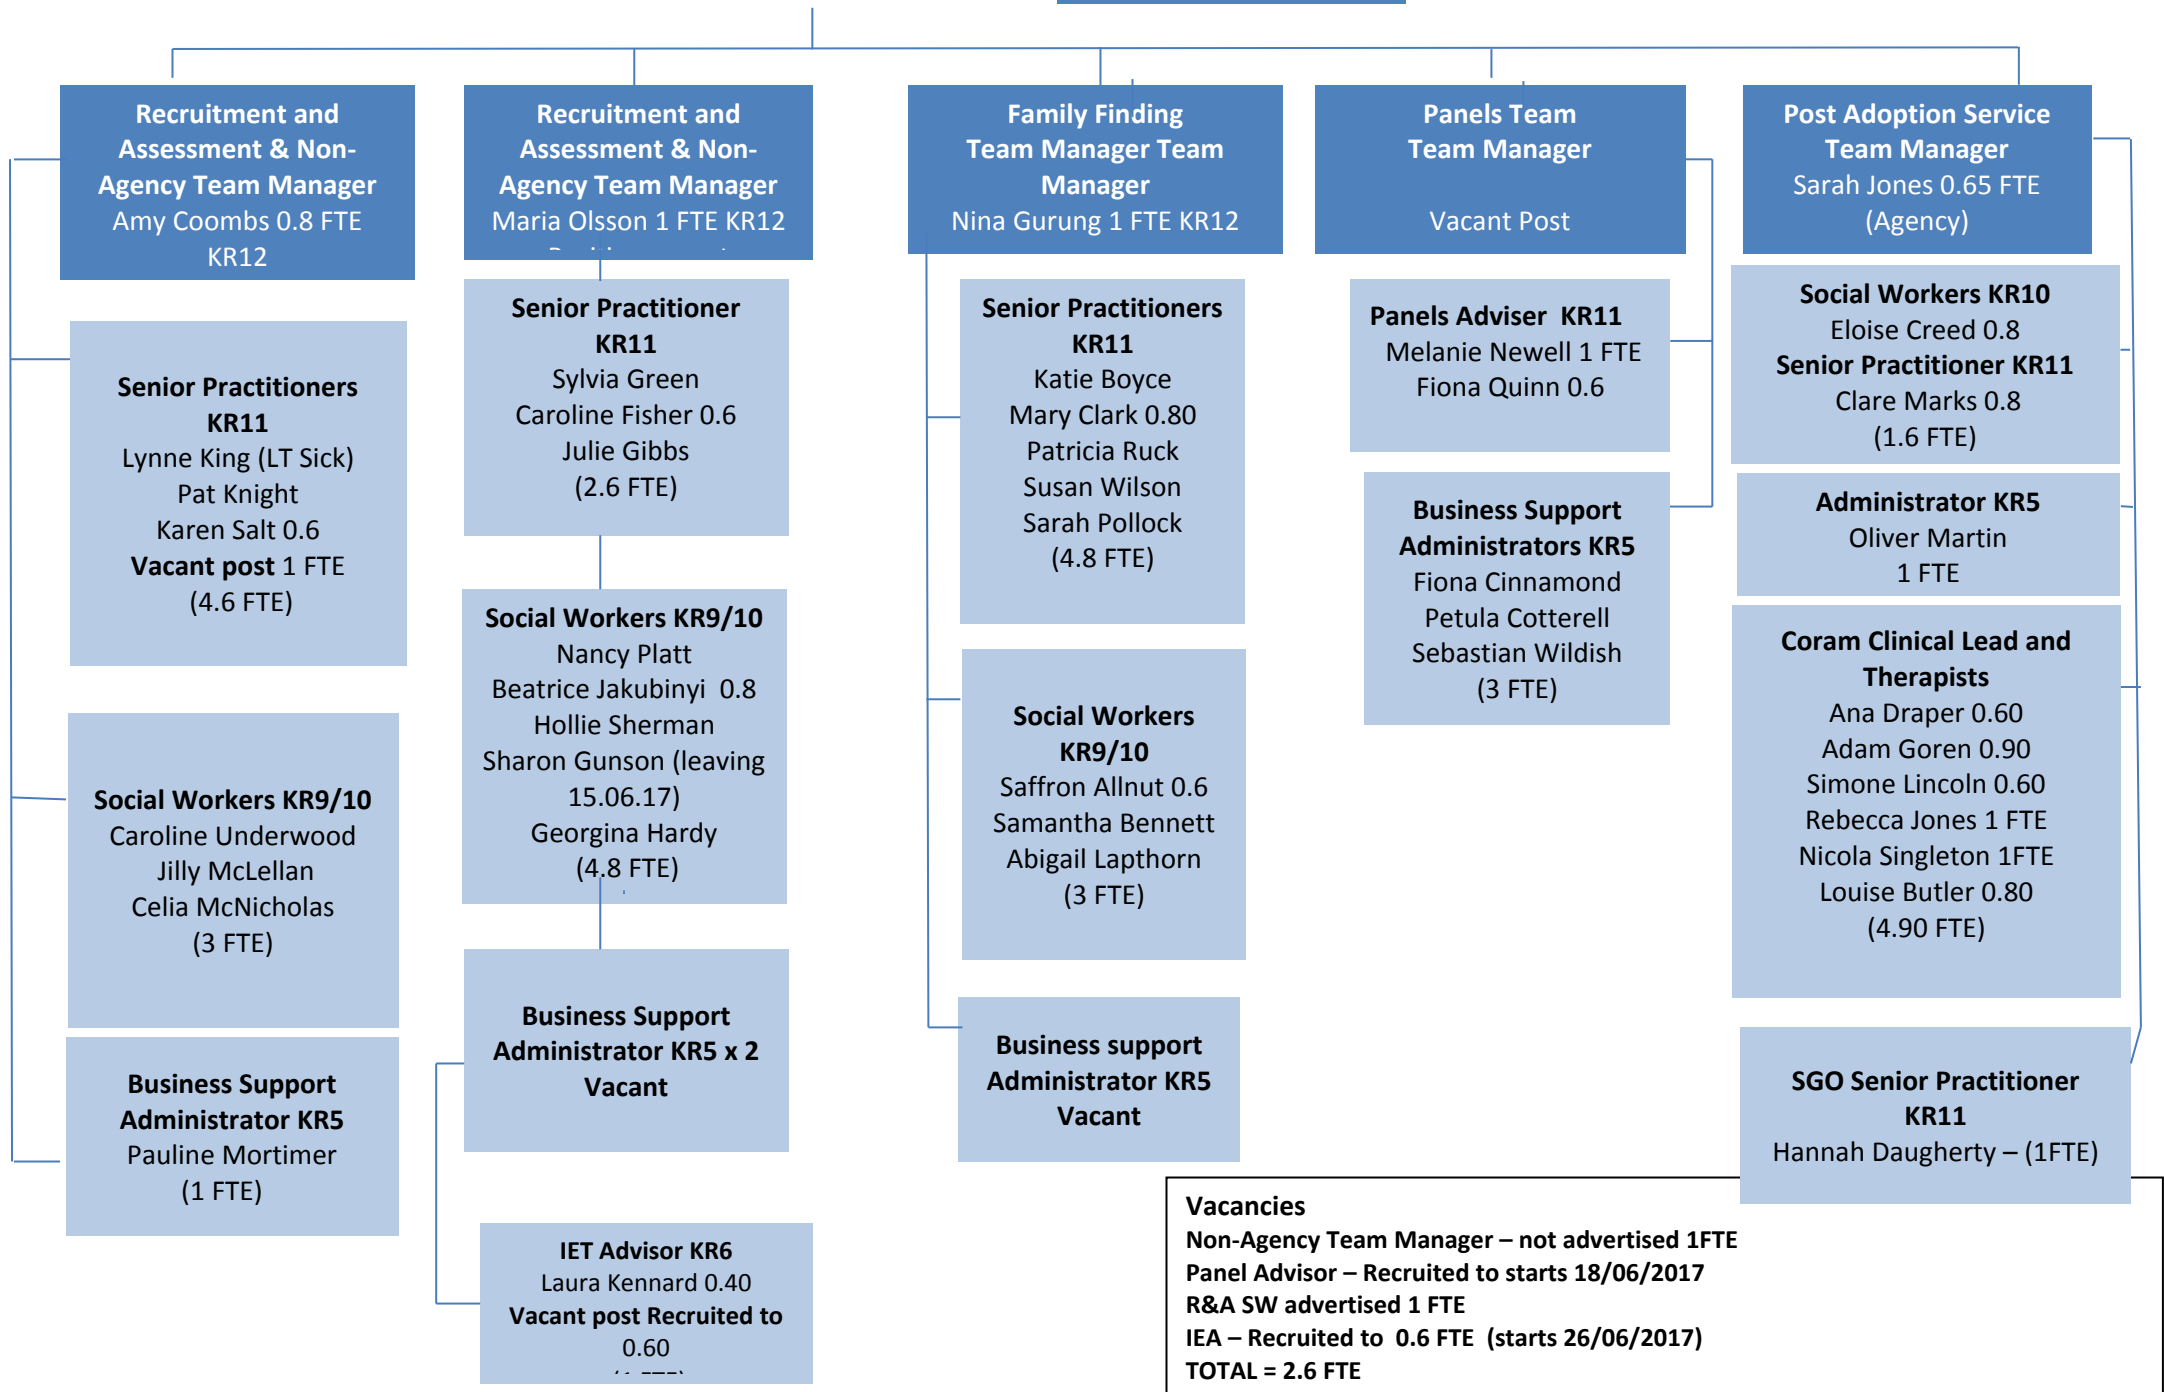 Recruitment and
Assessment & Non-
Agency Team Manager
Amy Coombs 0.8 FTE
KR12
Senior Practitioners
KR11
Lynne King (LT Sick)
Pat Knight
Karen Salt 0.6
Vacant post 1 FTE
(4.6 FTE)
Social Workers KR9/10
Caroline Underwood
Jilly McLellan
Celia McNicholas
(3 FTE)
Business Support
Administrator KR5
Pauline Mortimer
(1 FTE)
Recruitment and
Assessment & Non-
Agency Team Manager
Maria Olsson 1 FTE KR12
Senior Practitioner
KR11
Sylvia Green
Caroline Fisher 0.6
Julie Gibbs
(2.6 FTE)
Social Workers KR9/10
Nancy Platt
Beatrice Jakubinyi 0.8
Hollie Sherman
Sharon Gunson (leaving
15.06.17)
Georgina Hardy
(4.8 FTE)
Business Support
Administrator KR5 x 2
Vacant
IET Advisor KR6
Laura Kennard 0.40
Vacant post Recruited to
0.60
Family Finding
Team Manager Team
Manager
Nina Gurung 1 FTE KR12
Senior Practitioners
KR11
Katie Boyce
Mary Clark 0.80
Patricia Ruck
Susan Wilson
Sarah Pollock
(4.8 FTE)
Social Workers
KR9/10
Saffron Allnut 0.6
Samantha Bennett
Abigail Lapthorn
(3 FTE)
Business support
Administrator KR5
Vacant
Panels Team
Team Manager
Vacant Post
Panels Adviser KR11
Melanie Newell 1 FTE
Fiona Quinn 0.6
Business Support
Administrators KR5
Fiona Cinnamond
Petula Cotterell
Sebastian Wildish
(3 FTE)
Post Adoption Service
Team Manager
Sarah Jones 0.65 FTE
(Agency)
Social Workers KR10
Eloise Creed 0.8
Senior Practitioner KR11
Clare Marks 0.8
(1.6 FTE)
Administrator KR5
Oliver Martin
1 FTE
Coram Clinical Lead and
Therapists
Ana Draper 0.60
Adam Goren 0.90
Simone Lincoln 0.60
Rebecca Jones 1 FTE
Nicola Singleton 1FTE
Louise Butler 0.80
(4.90 FTE)
SGO Senior Practitioner
KR11
Hannah Daugherty – (1FTE)
Vacancies
Non-Agency Team Manager – not advertised 1FTE
Panel Advisor – Recruited to starts 18/06/2017
R&A SW advertised 1 FTE
IEA – Recruited to 0.6 FTE (starts 26/06/2017)
TOTAL = 2.6 FTE